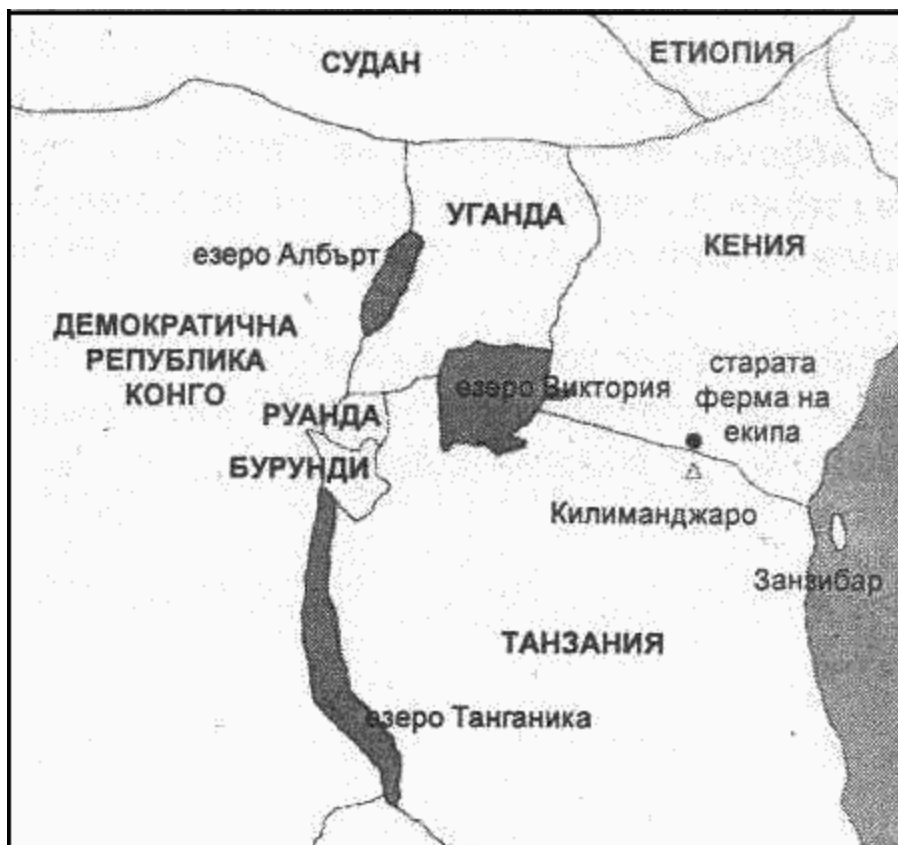 СУДАН
ЕТИОПИЯ
УГАНДА
КЕНИЯ
езеро Албърт
ДЕМОКРАТИЧНА
РЕПУБЛИКА
КОНГО
езеро Виктория
старата
ферма на
екипа
РУАНДА
БУРУНДИ
Килиманджаро
Занзибар
ТАНЗАНИЯ
езеро Танганика